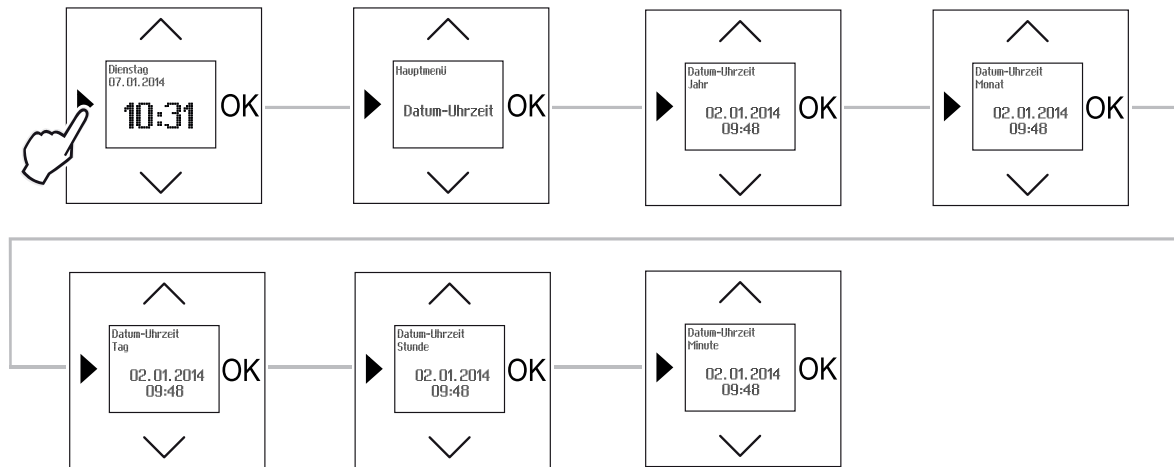 Dienstag
07.01.2014
10:31
OK
Hauptmenü
Datum-Uhrzeit
OK
Datum-Uhrzeit
Jahr
02.01.2014
09:48
OK
Datum-Uhrzeit
Monat
02.01.2014
09:48
OK
Datum-Uhrzeit
Tag
02.01.2014
09:48
OK
Datum-Uhrzeit
Stunde
02.01.2014
09:48
OK
Datum-Uhrzeit
Minute
02.01.2014
09:48
OK